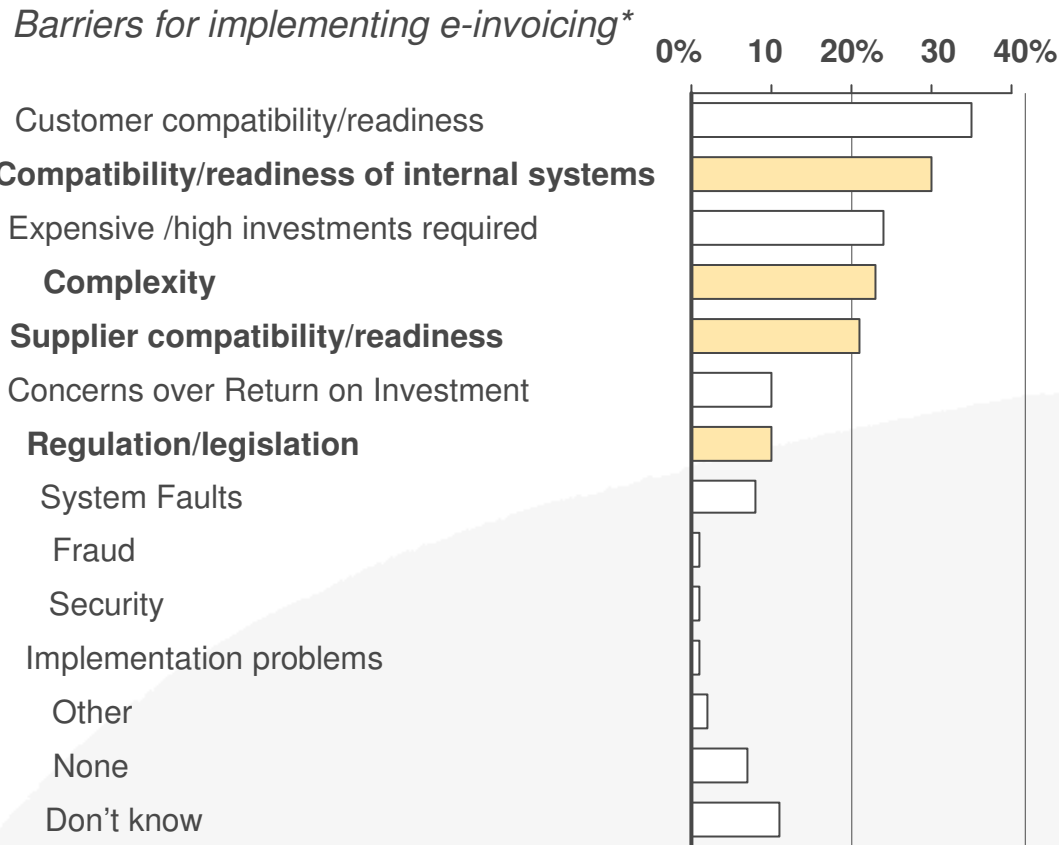 Barriers for implementing e-invoicing*
0% 10 20% 30 40%
Customer compatibility/readiness
Compatibility/readiness of internal systems
Expensive /high investments required
Complexity
Supplier compatibility/readiness
Concerns over Return on Investment
Regulation/legislation
System Faults
Fraud
Security
Implementation problems
Other
None
Don't know